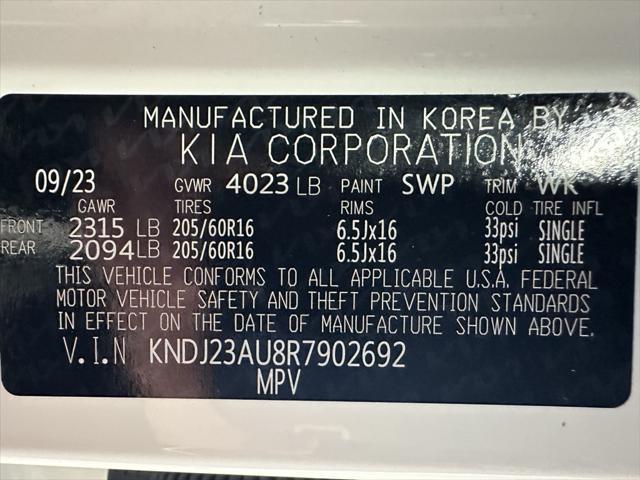 MANUFACTURED IN KOREA BY
KIA CORPORATION
09/23 GVWR 4023 LB PAINT SWP TRIM WK
GAWR TIRES RIMS COLD TIRE INFL
FRONT 2315 LB 205/60R16 6.5Jx16 33psi SINGLE
REAR 2094 LB 205/60R16 6.5Jx16 33psi SINGLE
THIS VEHICLE CONFORMS TO ALL APPLICABLE U.S.A. FEDERAL
MOTOR VEHICLE SAFETY AND THEFT PREVENTION STANDARDS
IN EFFECT ON THE DATE OF MANUFACTURE SHOWN ABOVE.
V.I.N KNDJ23AU8R7902692
MPV